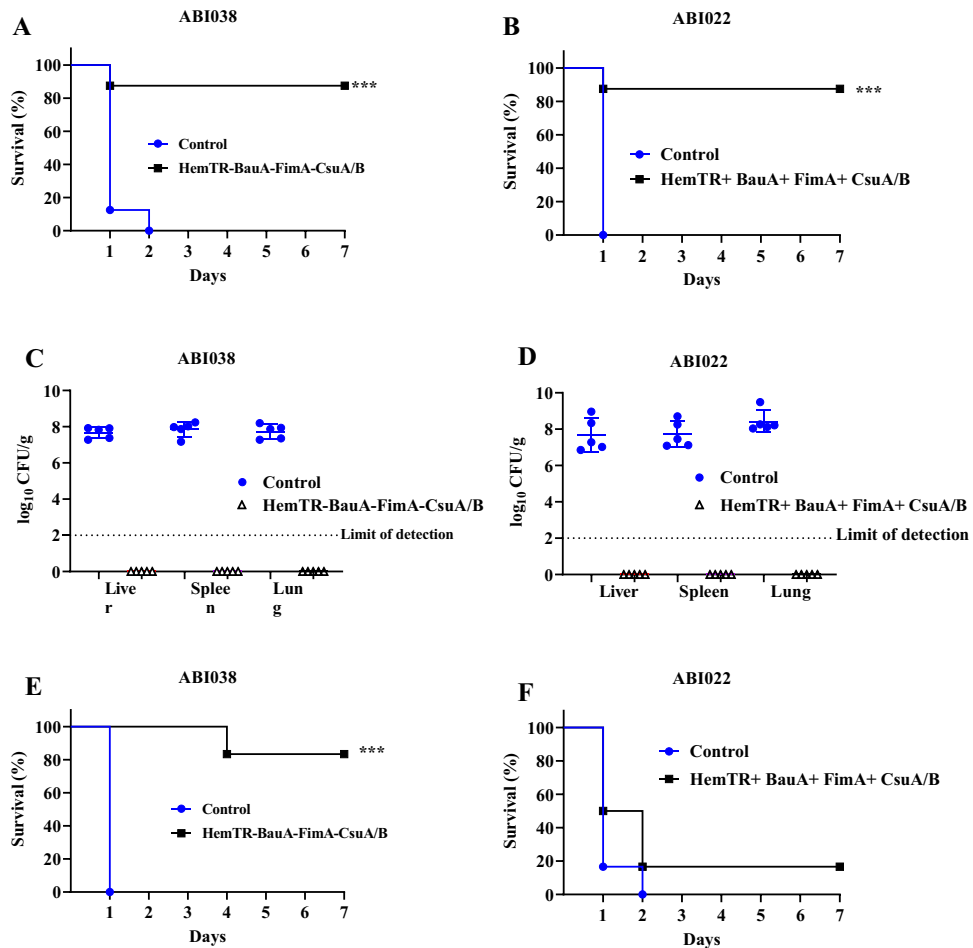 A
ABI038
Survival (%)
100
80
60
40
20
0
***
Control
HemTR-BauA-FimA-CsuA/B
1 2 3 4 5 6 7
Days
B
ABI022
Survival (%)
100
80
60
40
20
0
***
Control
HemTR+ BauA+ FimA+ CsuA/B
1 2 3 4 5 6 7
Days
C
ABI038
log10 CFU/g
10
8
6
4
2
0
Control
HemTR-BauA-FimA-CsuA/B
Limit of detection
Live Splee Lun
r n g
D
ABI022
log10 CFU/g
10
8
6
4
2
0
Control
HemTR+ BauA+ FimA+ CsuA/B
Limit of detection
Liver Spleen Lung
E
ABI038
Survival (%)
100
80
60
40
20
0
***
Control
HemTR-BauA-FimA-CsuA/B
1 2 3 4 5 6 7
Days
F
ABI022
Survival (%)
100
80
60
40
20
0
Control
HemTR+ BauA+ FimA+ CsuA/B
1 2 3 4 5 6 7
Days